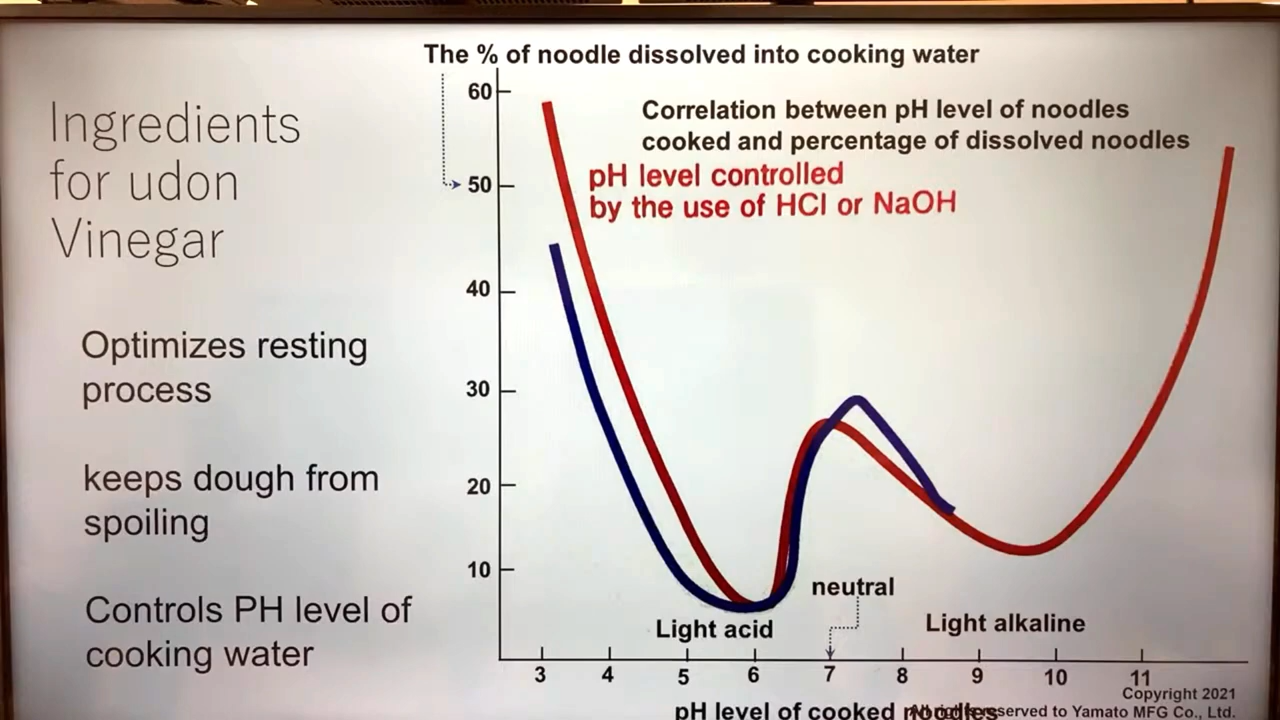 Ingredients
for udon
Vinegar
Optimizes resting
process
keeps dough from
spoiling
Controls PH level of
cooking water
The % of noodle dissolved into cooking water
Correlation between pH level of noodles
cooked and percentage of dissolved noodles
pH level controlled
by the use of HCl or NaOH
60
50
40
30
20
10
neutral
Light acid
Light alkaline
3 4 5 6 7 8 9 10 11
pH level of cooked noodles
Copyright 2021
All rights reserved to Yamato MFG Co., Ltd.